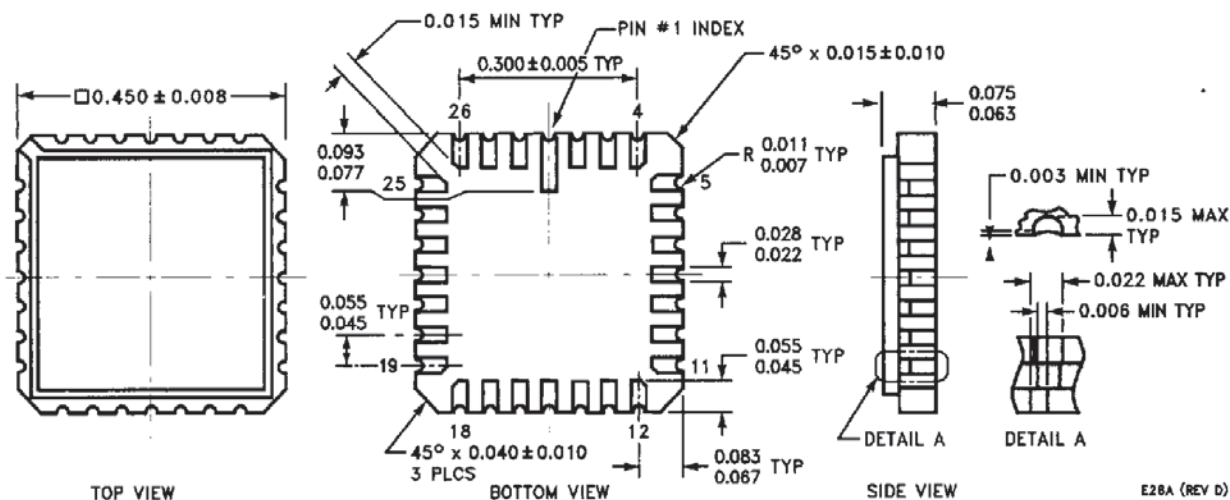 0.015 MIN TYP
PIN #1 INDEX
45° x 0.015±0.010
0.300±0.005 TYP
□0.450±0.008
26
4
0.075
0.063
0.093
0.077
25
R 0.011
0.007 TYP
5
0.003 MIN TYP
0.015 MAX
TYP
0.028
0.022 TYP
0.022 MAX TYP
0.006 MIN TYP
0.055
0.045 TYP
19
11
0.055
0.045 TYP
18
12
45° x 0.040±0.010
3 PLCS
0.083
0.067 TYP
DETAIL A
DETAIL A
TOP VIEW
BOTTOM VIEW
SIDE VIEW
E28A (REV D)